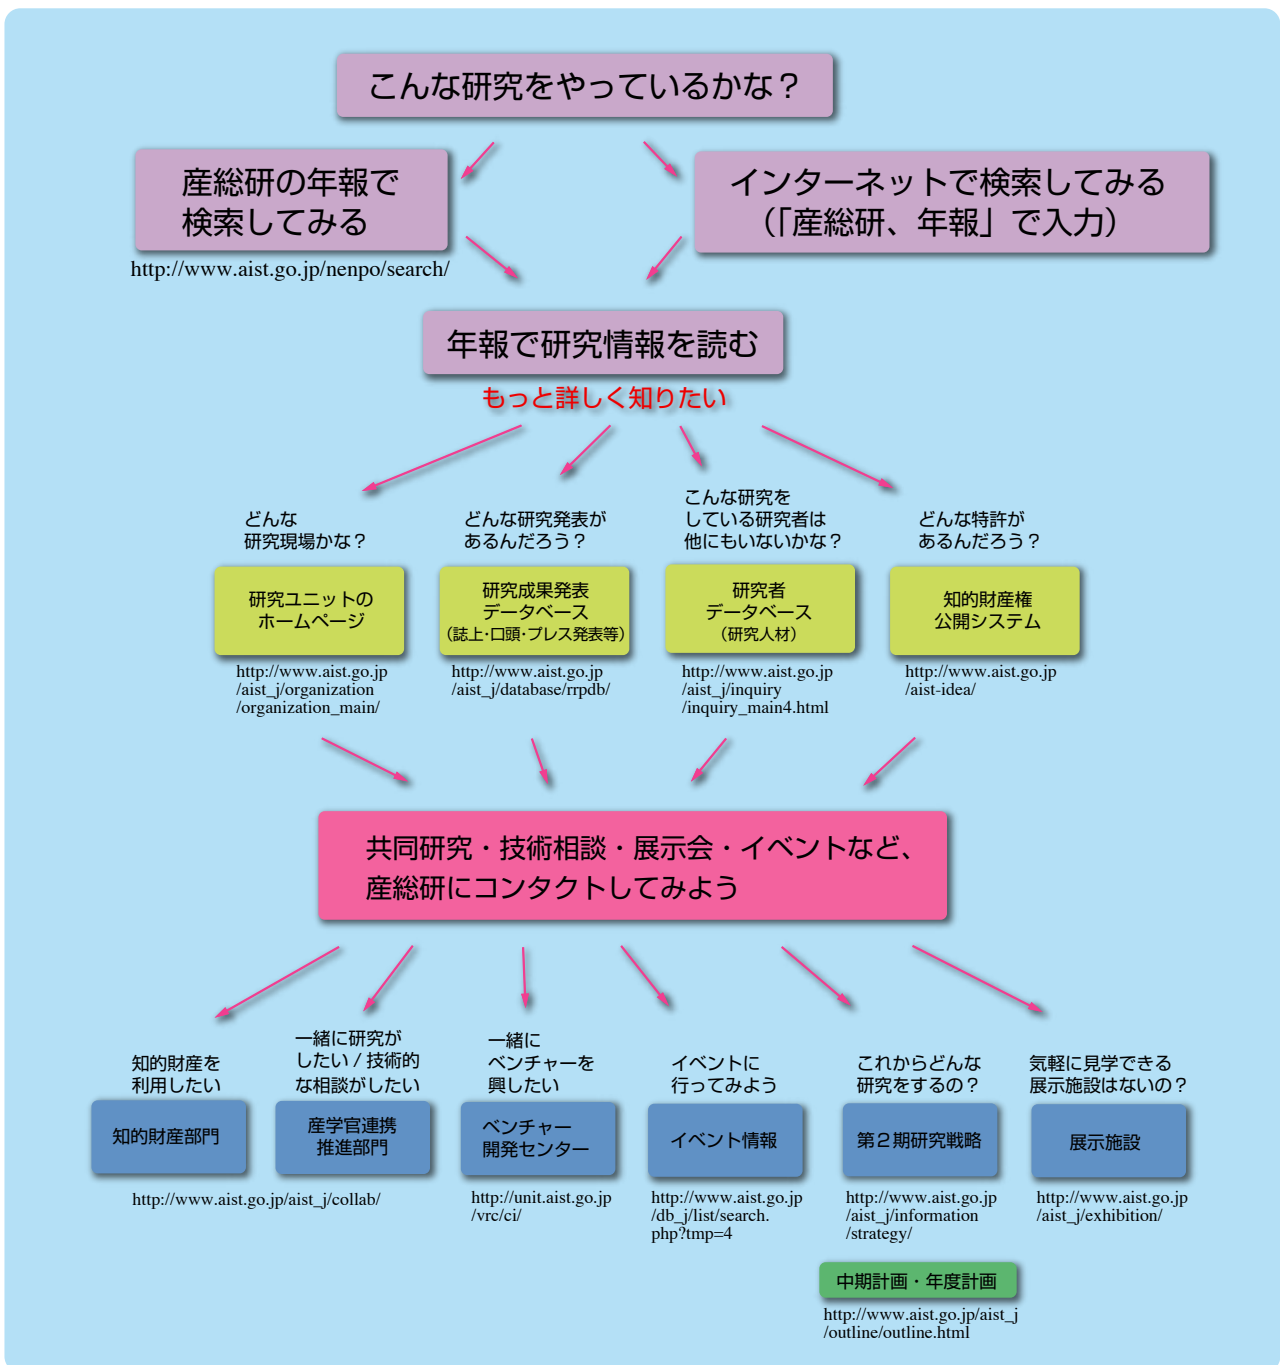 こんな研究をやっているかな？
産総研の年報で
検索してみる
http://www.aist.go.jp/nenpo/search/
インターネットで検索してみる
（「産総研、年報」で入力）
年報で研究情報を読む
もっと詳しく知りたい
どんな
研究現場かな？
研究ユニットの
ホームページ
http://www.aist.go.jp
/aist_j/organization
/organization_main/
どんな研究発表が
あるんだろう？
研究成果発表
データベース
（誌上・口頭・プレス発表等）
http://www.aist.go.jp
/aist_j/database/rrpdb/
こんな研究を
している研究者は
他にもいないかな？
研究者
データベース
（研究人材）
http://www.aist.go.jp
/aist_j/inquiry
/inquiry_main4.html
どんな特許が
あるんだろう？
知的財産権
公開システム
http://www.aist.go.jp
/aist-idea/
共同研究・技術相談・展示会・イベントなど、
産総研にコンタクトしてみよう
知的財産を
利用したい
知的財産部門
一緒に研究が
したい / 技術的
な相談がしたい
産学官連携
推進部門
http://www.aist.go.jp/aist_j/collab/
一緒に
ベンチャーを
興したい
ベンチャー
開発センター
http://unit.aist.go.jp
/vrc/ci/
イベントに
行ってみよう
イベント情報
http://www.aist.go.jp
/db_j/list/search.
php?tmp=4
これからどんな
研究をするの？
第２期研究戦略
http://www.aist.go.jp
/aist_j/information
/strategy/
中期計画・年度計画
http://www.aist.go.jp/aist_j
/outline/outline.html
気軽に見学できる
展示施設はないの？
展示施設
http://www.aist.go.jp
/aist_j/exhibition/